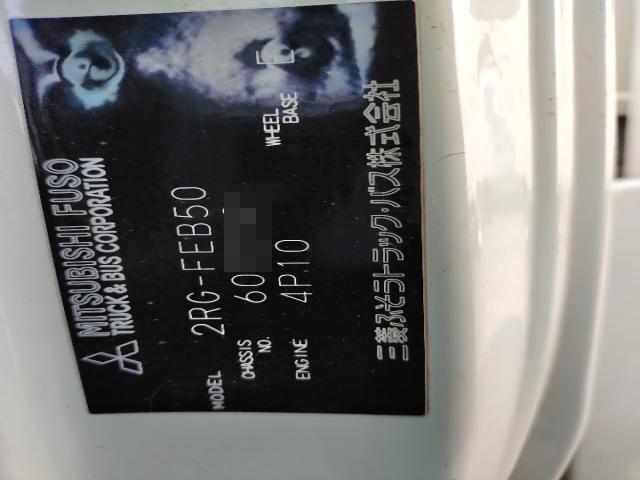 MITSUBISHI FUSO
TRUCK & BUS CORPORATION
MODEL 2RG-FEB50
CHASSIS NO. 60
WHEEL BASE E
ENGINE 4P10
三菱ふそうトラック・バス株式会社